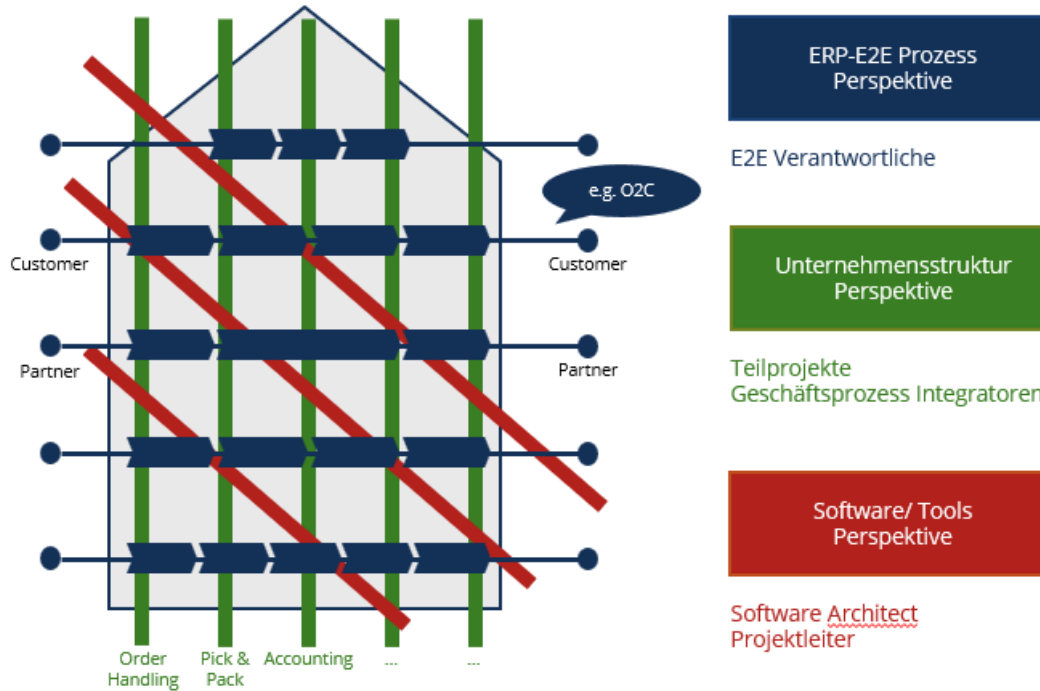 ERP-E2E Prozess
Perspektive
E2E Verantwortliche
e.g. O2C
Customer
Customer
Unternehmensstruktur
Perspektive
Partner
Partner
Teilprojekte
Geschäftsprozess Integratoren
Software/ Tools
Perspektive
Software Architect
Projektleiter
Order
Handling
Pick &
Pack
Accounting
...
...